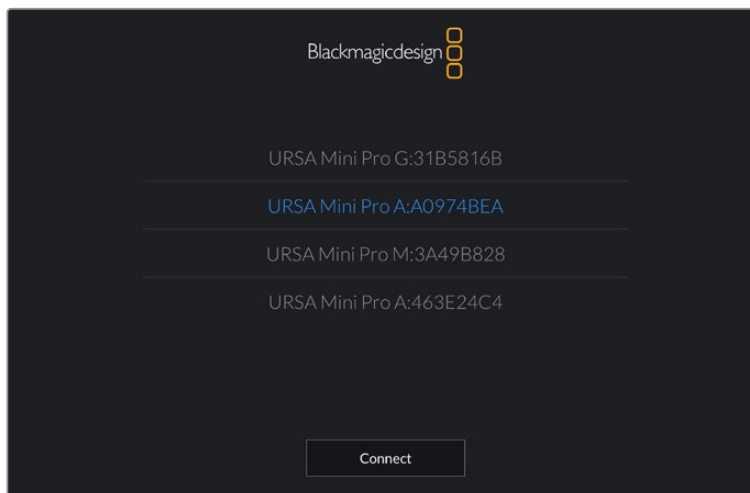 Blackmagicdesign
URSA Mini Pro G:31B5816B
URSA Mini Pro A:A0974BEA
URSA Mini Pro M:3A49B828
URSA Mini Pro A:463E24C4
Connect